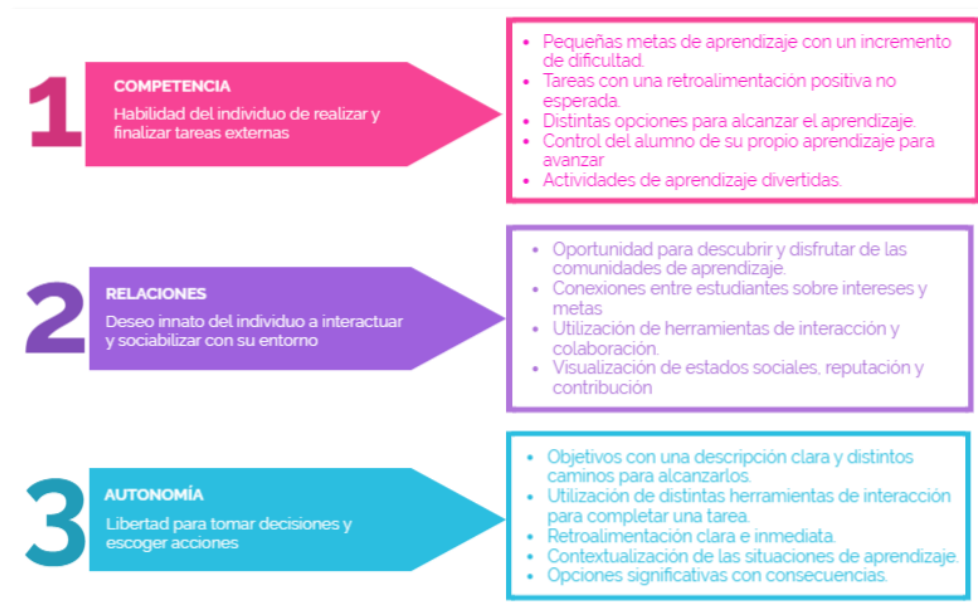 1
COMPETENCIA
Habilidad del individuo de realizar y
finalizar tareas externas
• Pequeñas metas de aprendizaje con un incremento
de dificultad.
• Tareas con una retroalimentación positiva no
esperada.
• Distintas opciones para alcanzar el aprendizaje.
• Control del alumno de su propio aprendizaje para
avanzar
• Actividades de aprendizaje divertidas.
2
RELACIONES
Deseo innato del individuo a interactuar
y sociabilizar con su entorno
• Oportunidad para descubrir y disfrutar de las
comunidades de aprendizaje.
• Conexiones entre estudiantes sobre intereses y
metas
• Utilización de herramientas de interacción y
colaboración.
• Visualización de estados sociales, reputación y
contribución
3
AUTONOMÍA
Libertad para tomar decisiones y
escoger acciones
• Objetivos con una descripción clara y distintos
caminos para alcanzarlos.
• Utilización de distintas herramientas de interacción
para completar una tarea.
• Retroalimentación clara e inmediata.
• Contextualización de las situaciones de aprendizaje.
• Opciones significativas con consecuencias.